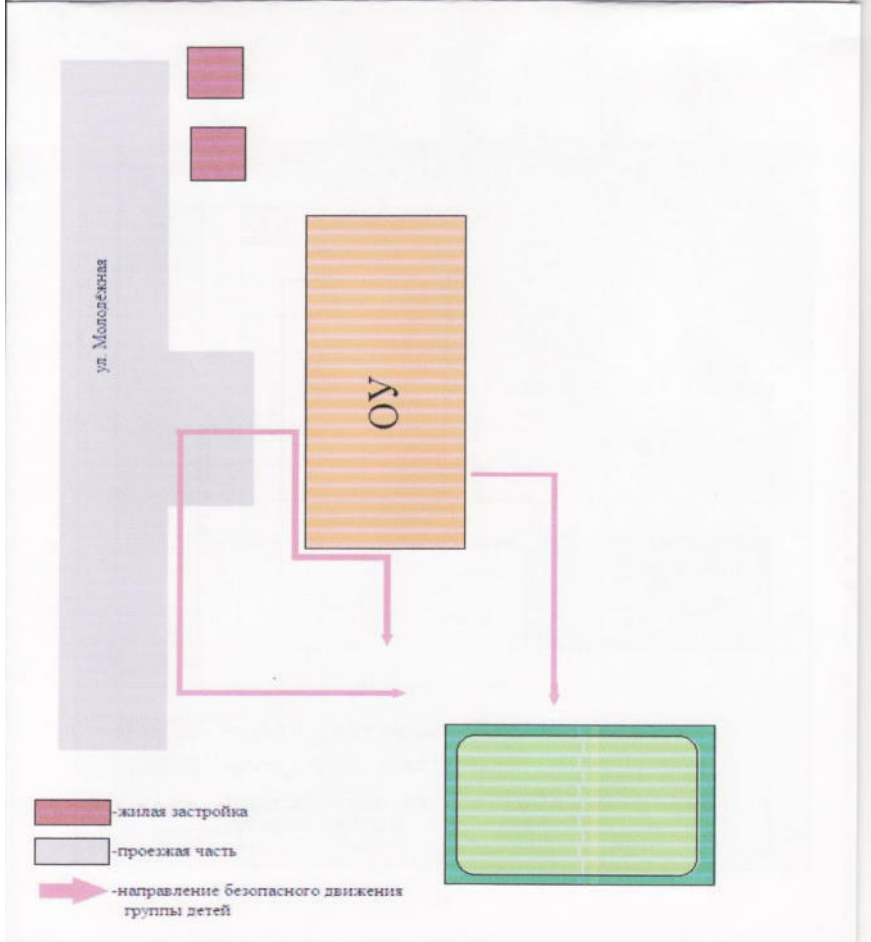 ул. Молодёжная
ОУ
-жилая застройка
-проезжая часть
-направление безопасного движения
группы детей